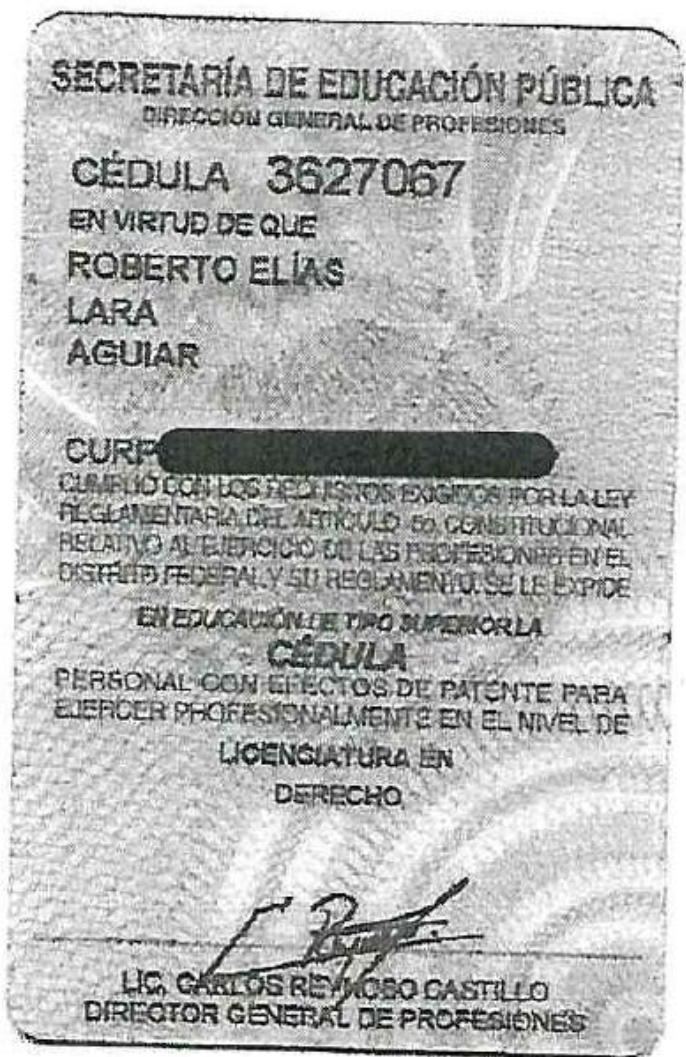 SECRETARÍA DE EDUCACIÓN PÚBLICA
DIRECCIÓN GENERAL DE PROFESIONES
CÉDULA 3627067
EN VIRTUD DE QUE
ROBERTO ELÍAS
LARA
AGUIAR
CURP
CUMPLIO CON LOS REQUISITOS EXIGIDOS POR LA LEY
REGLAMENTARIA DEL ARTICULO 5o. CONSTITUCIONAL
RELATIVO AL EJERCICIO DE LAS PROFESIONES EN EL
DISTRITO FEDERAL Y SU REGLAMENTO. SE LE EXPIDE
EN EDUCACIÓN DE TIPO SUPERIOR LA
CÉDULA
PERSONAL CON EFECTOS DE PATENTE PARA
EJERCER PROFESIONALMENTE EN EL NIVEL DE
LICENCIATURA EN
DERECHO
LIC. CARLOS REYNOSO CASTILLO
DIRECTOR GENERAL DE PROFESIONES